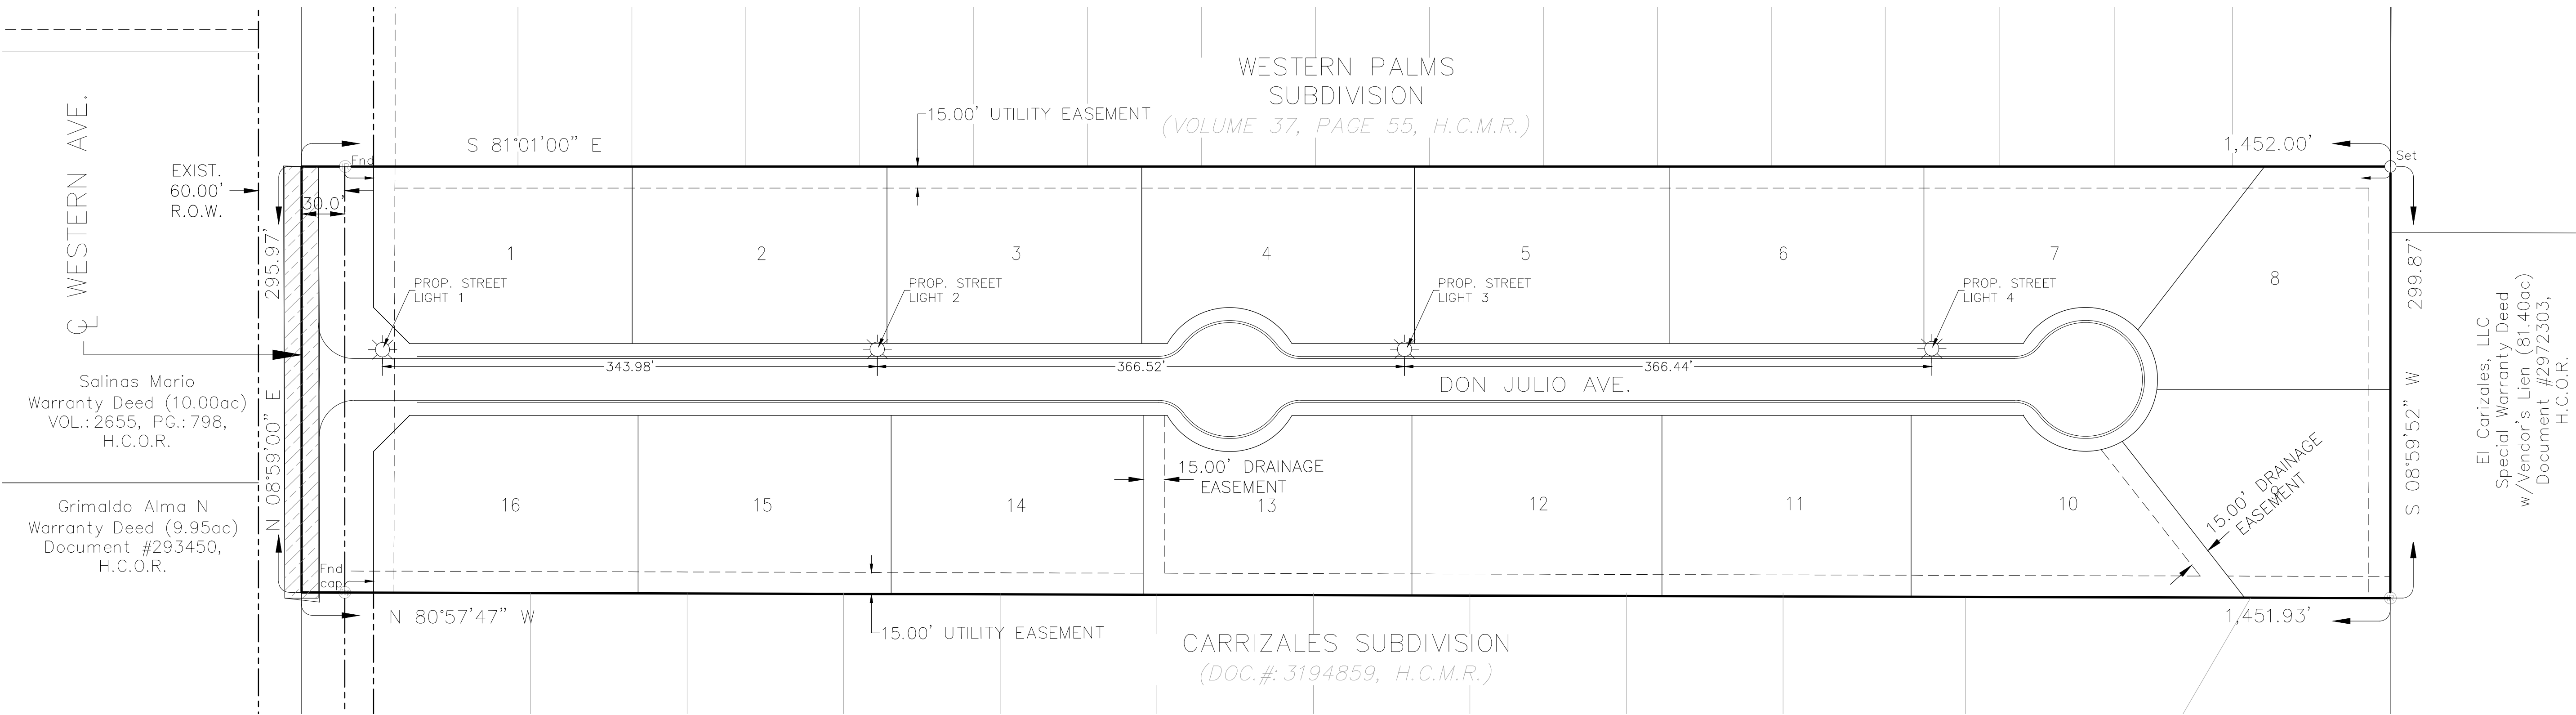 WESTERN PALMS
SUBDIVISION
(VOLUME 37, PAGE 55, H.C.M.R.)
15.00' UTILITY EASEMENT
S 81°01'00" E
1,452.00'
Fnd
Set
EXIST.
60.00'
R.O.W.
30.0'
℄ WESTERN AVE.
295.97'
N 08°59'00" E
1
2
3
4
5
6
7
8
PROP. STREET
LIGHT 1
PROP. STREET
LIGHT 2
PROP. STREET
LIGHT 3
PROP. STREET
LIGHT 4
343.98'
366.52'
366.44'
DON JULIO AVE.
299.87'
S 08°59'52" W
El Carizales, LLC
Special Warranty Deed
w/Vendor's Lien (81.40ac)
Document #2972303,
H.C.O.R.
Salinas Mario
Warranty Deed (10.00ac)
VOL.: 2655, PG.: 798,
H.C.O.R.
Grimaldo Alma N
Warranty Deed (9.95ac)
Document #293450,
H.C.O.R.
15.00' DRAINAGE
EASEMENT
15.00' DRAINAGE
EASEMENT
16
15
14
13
12
11
10
9
Fnd
cap
N 80°57'47" W
15.00' UTILITY EASEMENT
1,451.93'
CARRIZALES SUBDIVISION
(DOC.#: 3194859, H.C.M.R.)